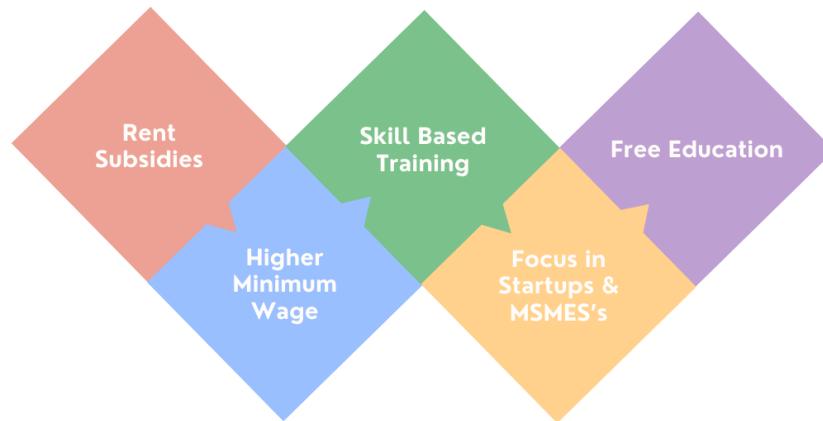 Rent
Subsidies
Higher
Minimum
Wage
Skill Based
Training
Focus in
Startups &
MSMES's
Free Education